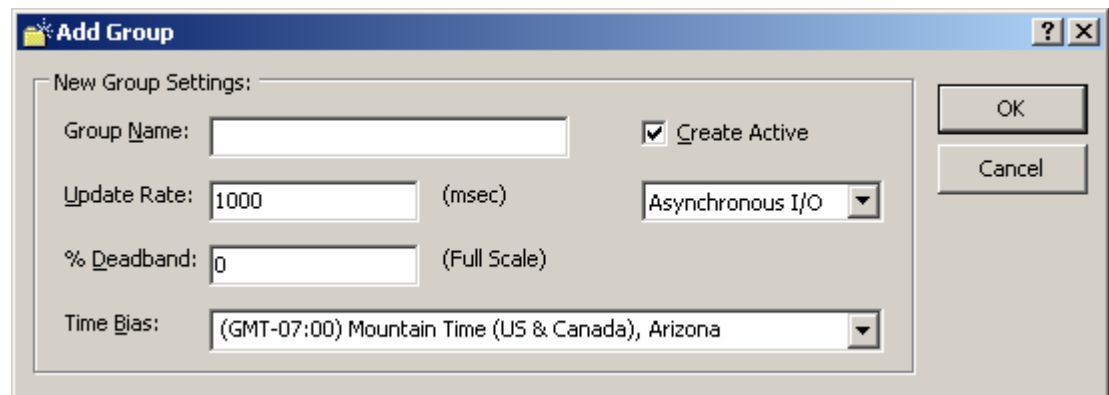 Add Group
New Group Settings:
Group Name:
Create Active
OK
Update Rate: 1000 (msec) Asynchronous I/O
Cancel
% Deadband: 0 (Full Scale)
Time Bias: (GMT-07:00) Mountain Time (US & Canada), Arizona